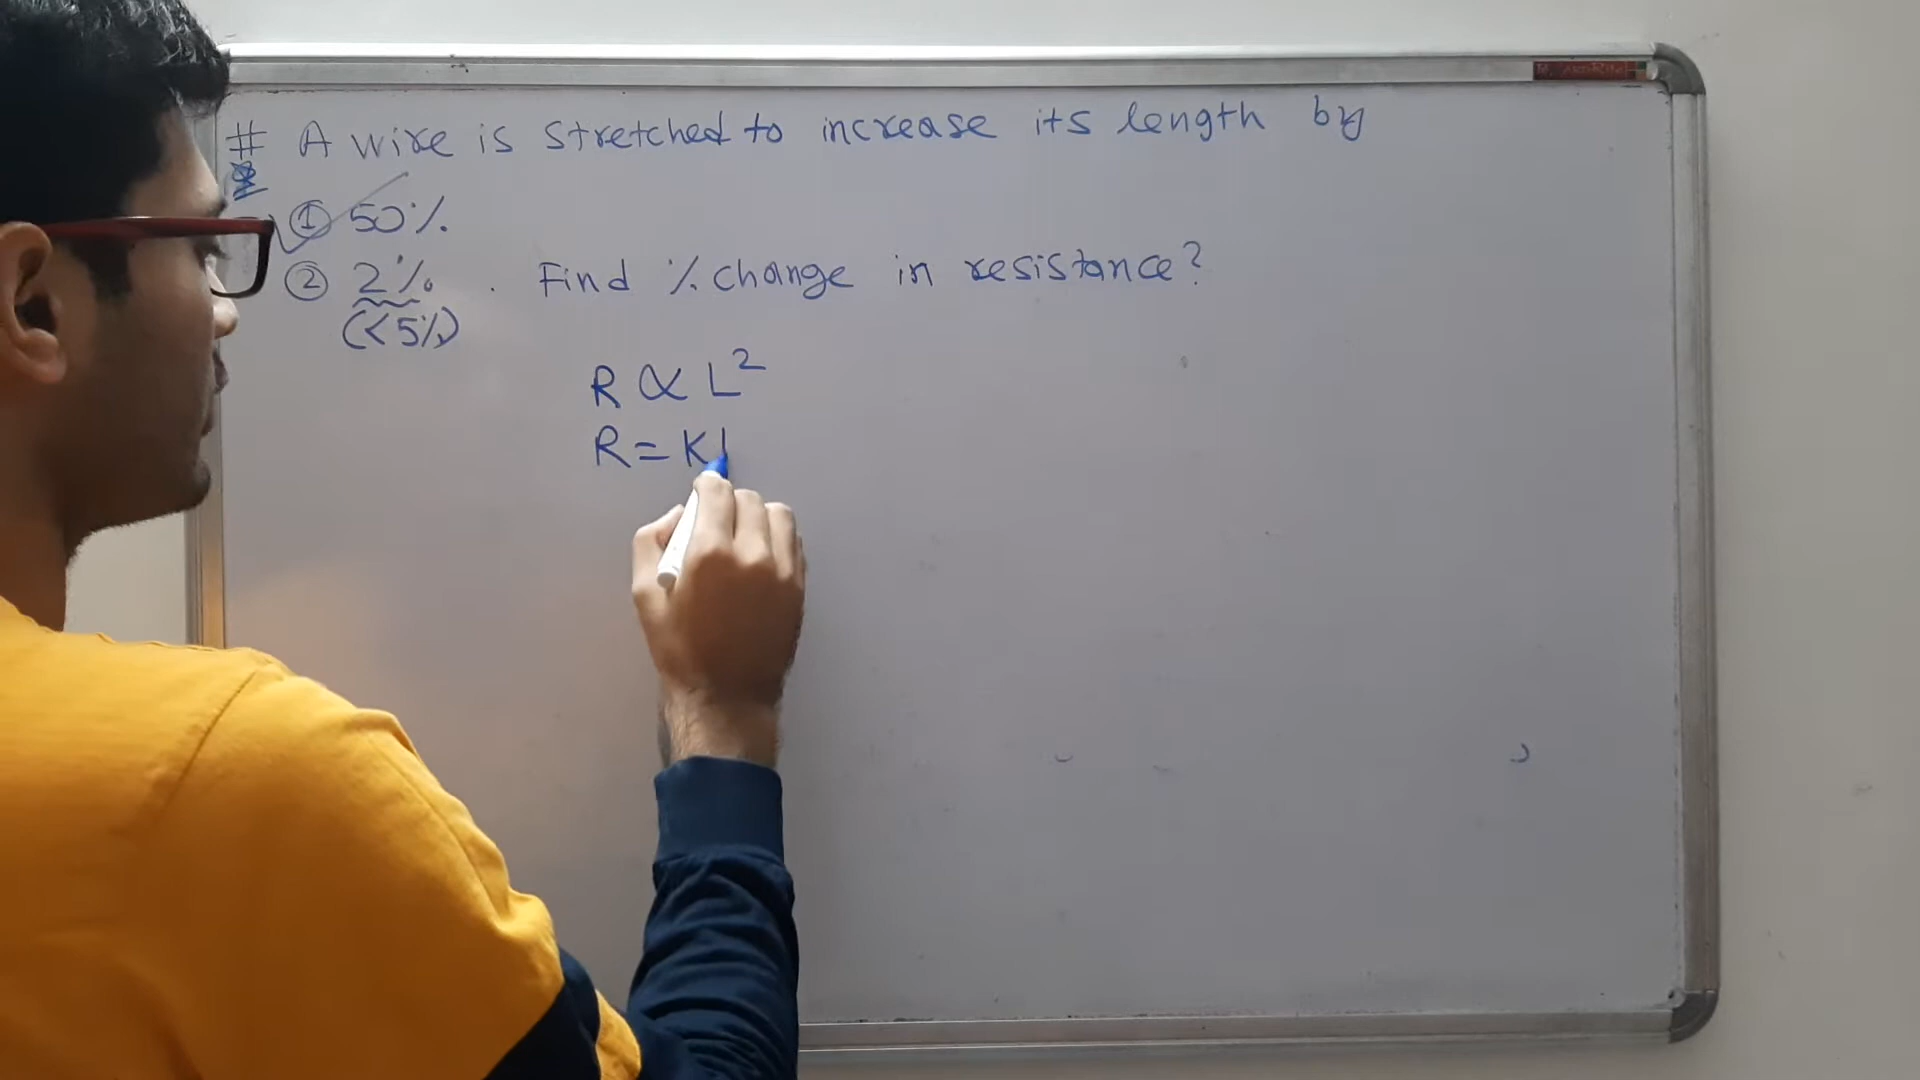 # A wire is stretched to increase its length by
① 50%
② 2% . Find % change in resistance?
(<5%)
R ∝ L²
R = KL